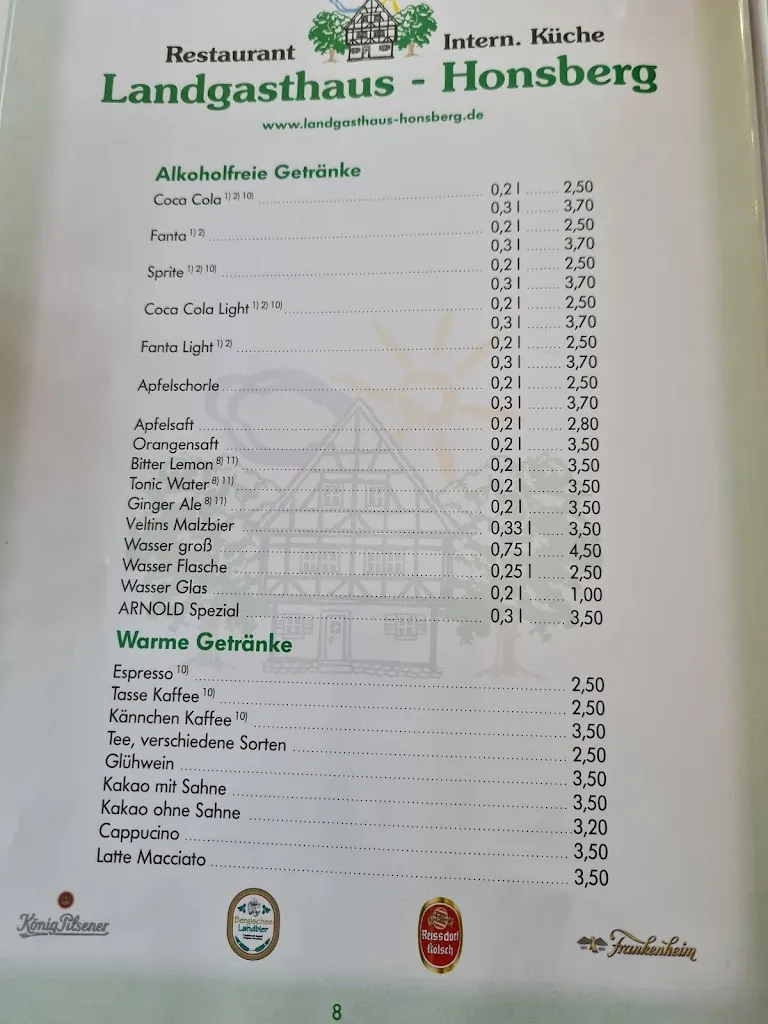 Restaurant Intern. Küche
Landgasthaus - Honsberg
www.landgasthaus-honsberg.de
Alkoholfreie Getränke
Coca Cola 1) 2) 10) 0,2 l 2,50
0,3 l 3,70
Fanta 1) 2) 0,2 l 2,50
0,3 l 3,70
Sprite 1) 2) 10) 0,2 l 2,50
0,3 l 3,70
Coca Cola Light 1) 2) 10) 0,2 l 2,50
0,3 l 3,70
Fanta Light 1) 2) 0,2 l 2,50
0,3 l 3,70
Apfelschorle 0,2 l 2,50
0,3 l 3,70
Apfelsaft 0,2 l 2,80
Orangensaft 0,2 l 3,50
Bitter Lemon 8) 11) 0,2 l 3,50
Tonic Water 8) 11) 0,2 l 3,50
Ginger Ale 8) 11) 0,2 l 3,50
Veltins Malzbier 0,33 l 3,50
Wasser groß 0,75 l 4,50
Wasser Flasche 0,25 l 2,50
Wasser Glas 0,2 l 1,00
ARNOLD Spezial 0,3 l 3,50
Warme Getränke
Espresso 10) 2,50
Tasse Kaffee 10) 2,50
Kännchen Kaffee 10) 3,50
Tee, verschiedene Sorten 2,50
Glühwein 3,50
Kakao mit Sahne 3,50
Kakao ohne Sahne 3,20
Cappucino 3,50
Latte Macciato 3,50
König Pilsener
Bergisches
Landbier
Reissdorf
Kölsch
Frankenheim
8